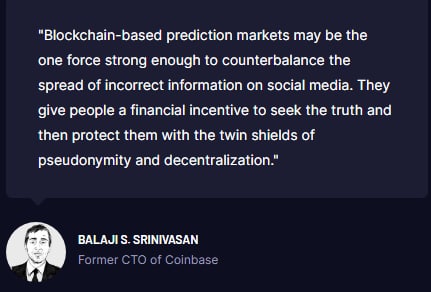 "Blockchain-based prediction markets may be the
one force strong enough to counterbalance the
spread of incorrect information on social media. They
give people a financial incentive to seek the truth and
then protect them with the twin shields of
pseudonymity and decentralization."
BALAJI S. SRINIVASAN
Former CTO of Coinbase